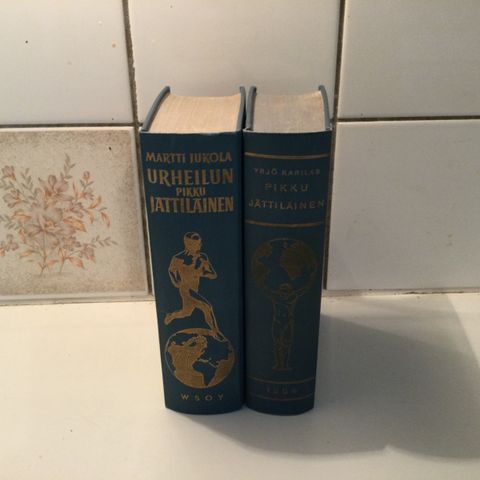 MARTTI JUKOLA
URHEILUN
PIKKU
JÄTTILÄINEN
WSOY
YRJÖ KARILAS
PIKKU
JÄTTILÄINEN